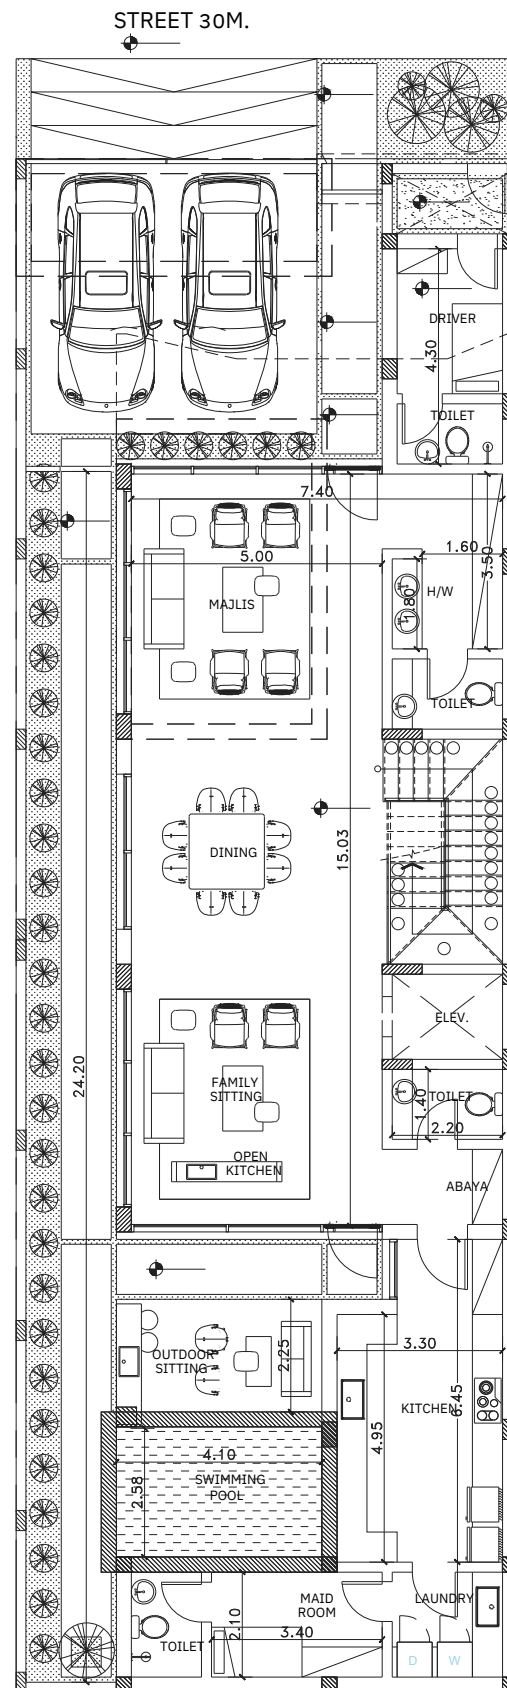 STREET 30M.
DRIVER
4.30
TOILET
7.40
5.00
1.60
3.50
1.80
H/W
MAJLIS
TOILET
DINING
15.03
ELEV.
24.20
FAMILY
SITTING
1.40
TOILET
2.20
OPEN
KITCHEN
ABAYA
OUTDOOR
SITTING
2.25
3.30
KITCHEN
6.45
4.95
4.10
2.58
SWIMMING
POOL
MAID
ROOM
LAUNDRY
2.10
3.40
TOILET
D
W